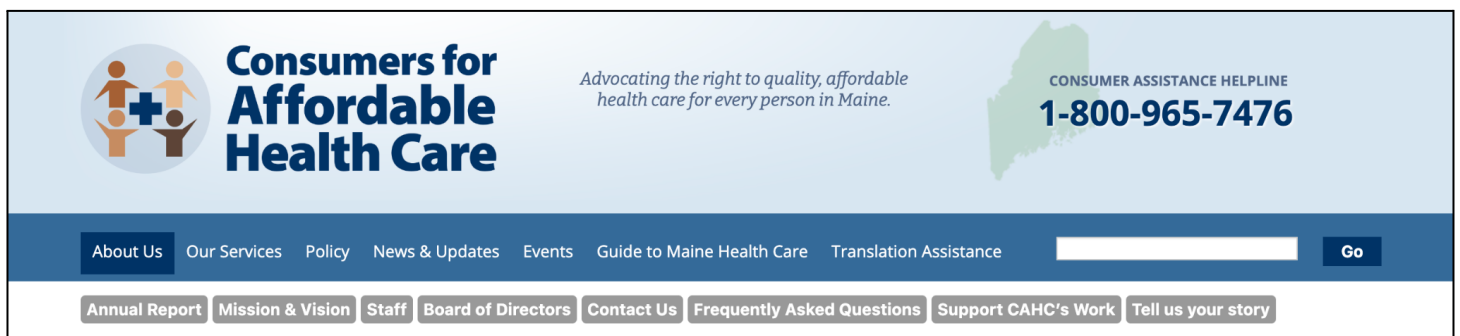 Consumers for
Affordable
Health Care
Advocating the right to quality, affordable
health care for every person in Maine.
CONSUMER ASSISTANCE HELPLINE
1-800-965-7476
About Us Our Services Policy News & Updates Events Guide to Maine Health Care Translation Assistance Go
Annual Report Mission & Vision Staff Board of Directors Contact Us Frequently Asked Questions Support CAHC's Work Tell us your story